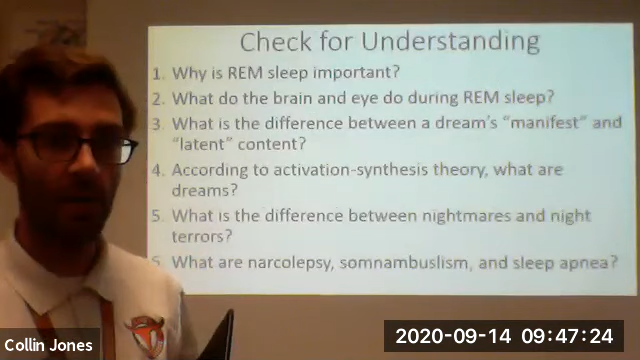 Check for Understanding
1. Why is REM sleep important?
2. What do the brain and eye do during REM sleep?
3. What is the difference between a dream's "manifest" and
"latent" content?
4. According to activation-synthesis theory, what are
dreams?
5. What is the difference between nightmares and night
terrors?
6. What are narcolepsy, somnambuslism, and sleep apnea?
Collin Jones
2020-09-14 09:47:24